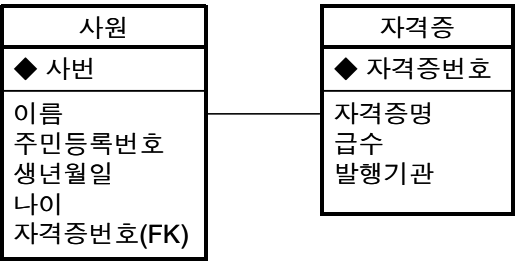 사원
◆ 사번
이름
주민등록번호
생년월일
나이
자격증번호(FK)
자격증
◆ 자격증번호
자격증명
급수
발행기관